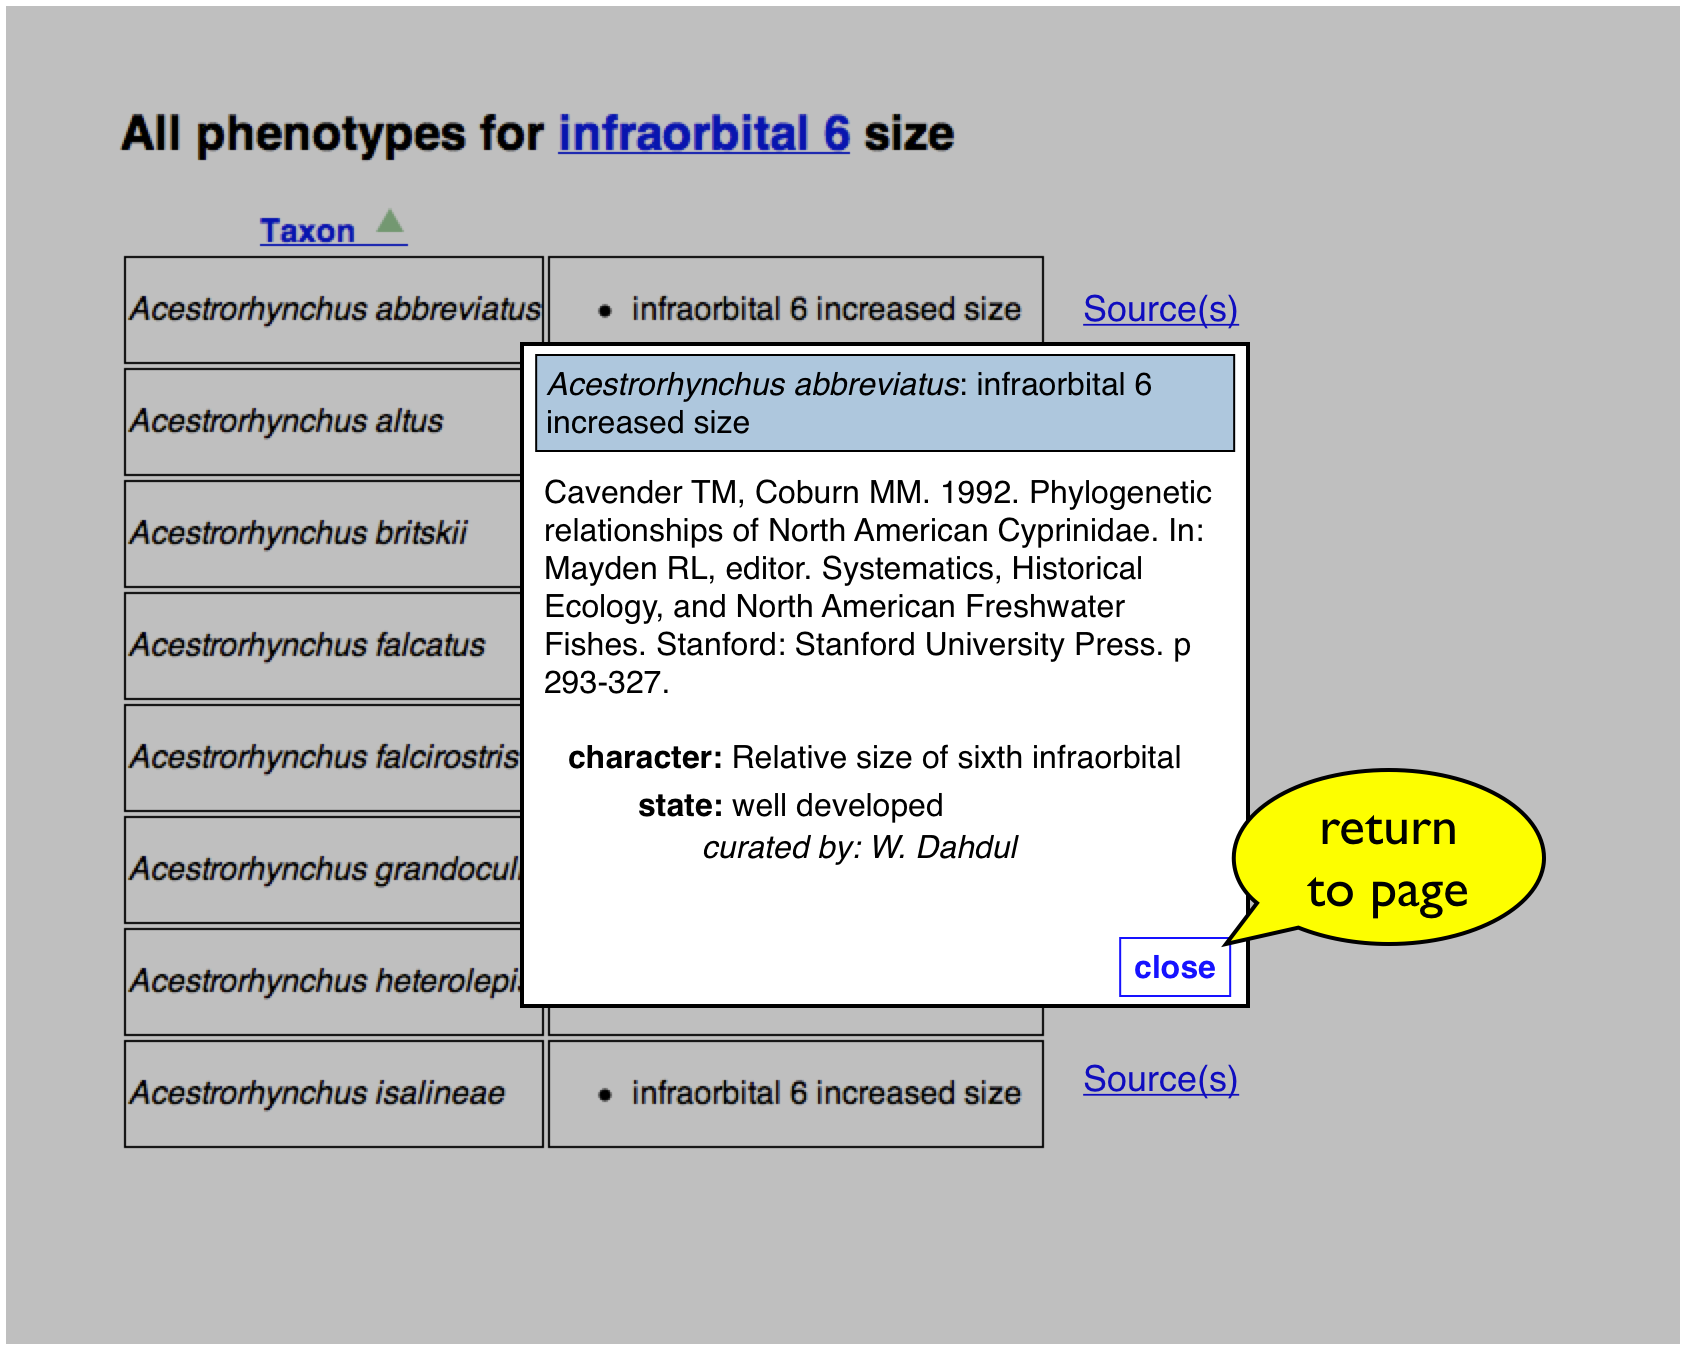 All phenotypes for infraorbital 6 size
Taxon
Acestrorhynchus abbreviatus
• infraorbital 6 increased size
Source(s)
Acestrorhynchus altus
Acestrorhynchus britskii
Acestrorhynchus falcatus
Acestrorhynchus falcirostris
Acestrorhynchus
Acestrorhynchus
Acestrorhynchus isalineae
• infraorbital 6 increased size
Source(s)
Acestrorhynchus abbreviatus: infraorbital 6
increased size
Cavender TM, Coburn MM. 1992. Phylogenetic
relationships of North American Cyprinidae. In:
Mayden RL, editor. Systematics, Historical
Ecology, and North American Freshwater
Fishes. Stanford: Stanford University Press. p
293-327.
character: Relative size of sixth infraorbital
state: well developed
curated by: W. Dahdul
close
return
to page